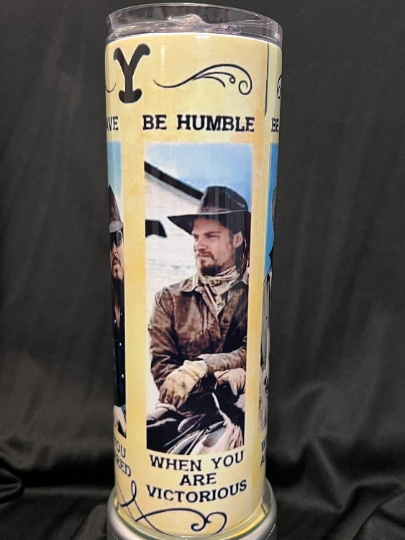 Y
BE HUMBLE
WHEN YOU
ARE
VICTORIOUS